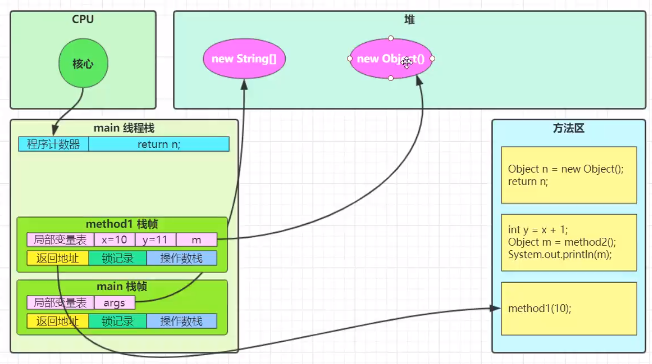 CPU
核心
堆
new String[]
new Object()
main 线程栈
程序计数器
return n;
method1 栈帧
局部变量表 x=10 y=11 m
返回地址 锁记录 操作数栈
main 栈帧
局部变量表 args
返回地址 锁记录 操作数栈
方法区
Object n = new Object();
return n;
int y = x + 1;
Object m = method2();
System.out.println(m);
method1(10);